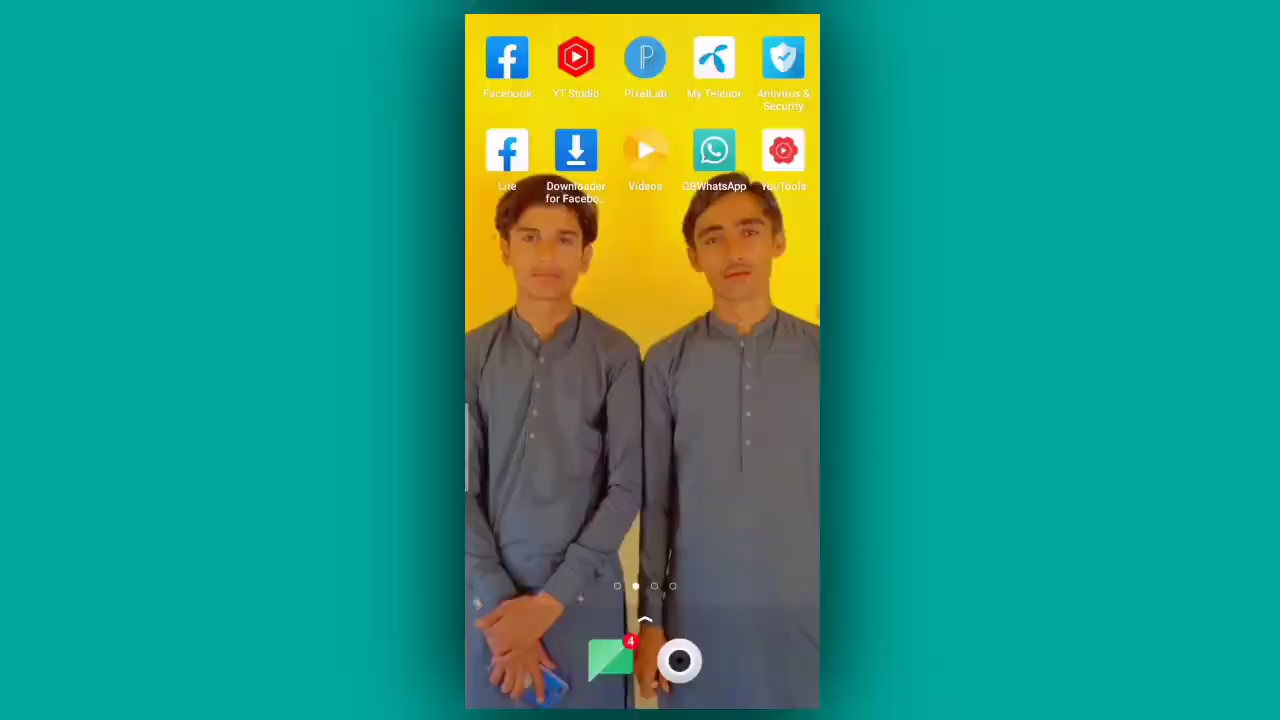 Facebook
YT Studio
PixelLab
My Telenor
Antivirus &
Security
Lite
Downloader
for Facebo..
Videos
GBWhatsApp
YouTools
4